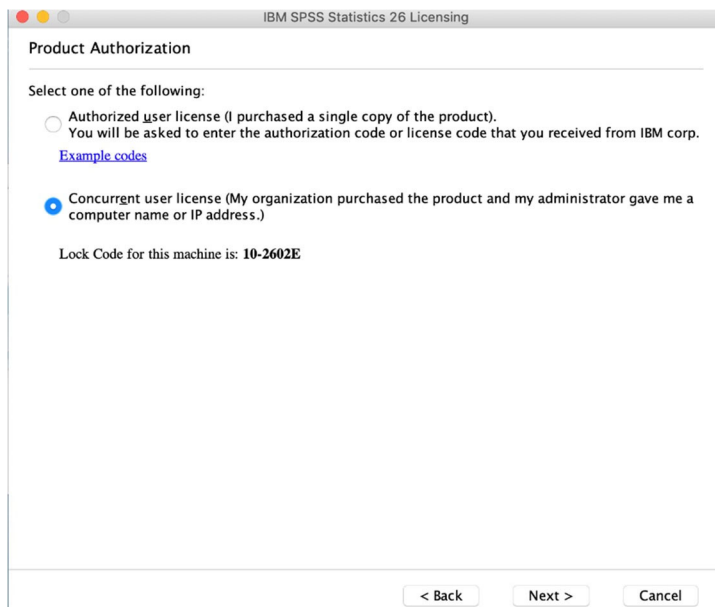 IBM SPSS Statistics 26 Licensing
Product Authorization
Select one of the following:
Authorized user license (I purchased a single copy of the product).
You will be asked to enter the authorization code or license code that you received from IBM corp.
Example codes
Concurrent user license (My organization purchased the product and my administrator gave me a
computer name or IP address.)
Lock Code for this machine is: 10-2602E
< Back Next > Cancel